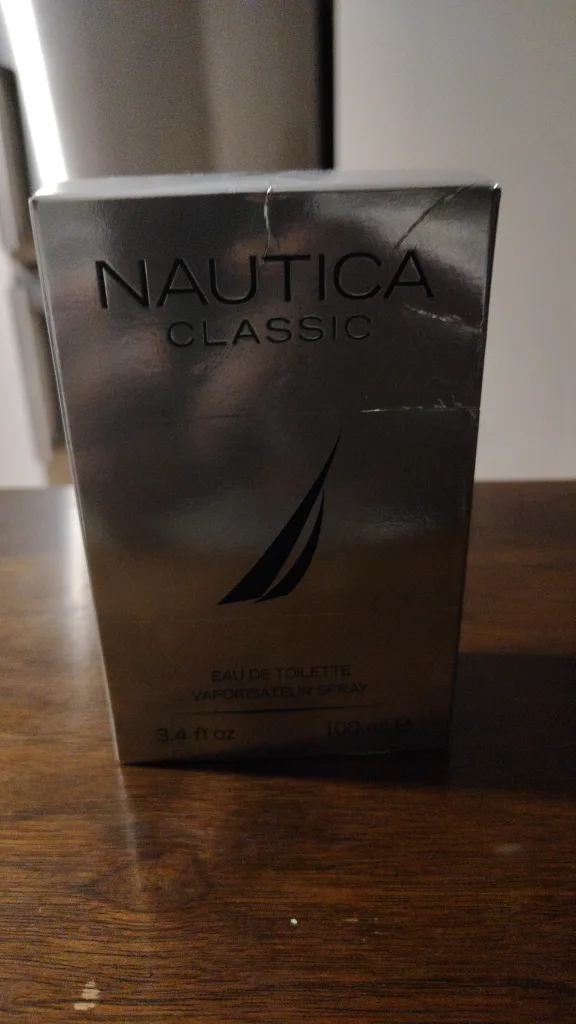 NAUTICA
CLASSIC
EAU DE TOILETTE
VAPORISATEUR SPRAY
3.4 fl oz 100 ml ℮